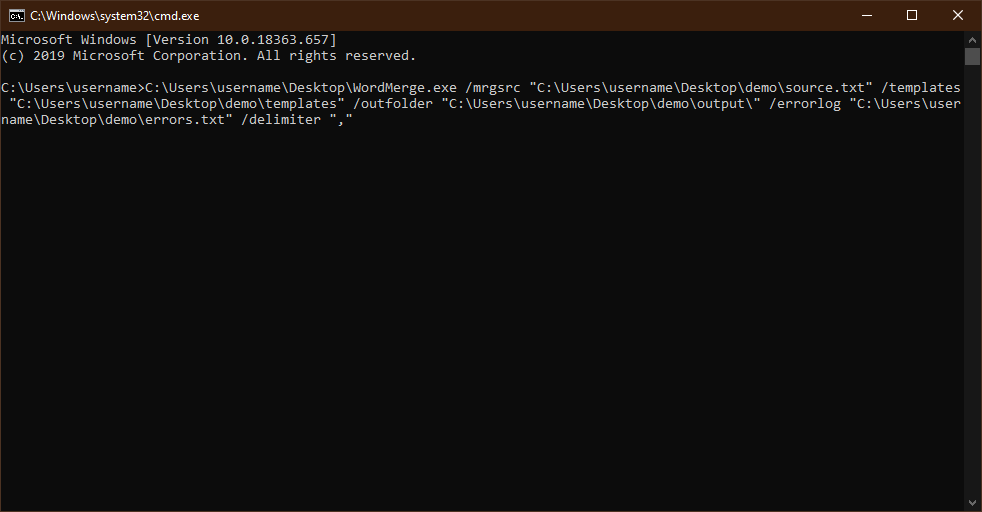 C:\Windows\system32\cmd.exe
Microsoft Windows [Version 10.0.18363.657]
(c) 2019 Microsoft Corporation. All rights reserved.
C:\Users\username>C:\Users\username\Desktop\WordMerge.exe /mrgsrc "C:\Users\username\Desktop\demo\source.txt" /templates
"C:\Users\username\Desktop\demo\templates" /outfolder "C:\Users\username\Desktop\demo\output\" /errorlog "C:\Users\user
name\Desktop\demo\errors.txt" /delimiter ","